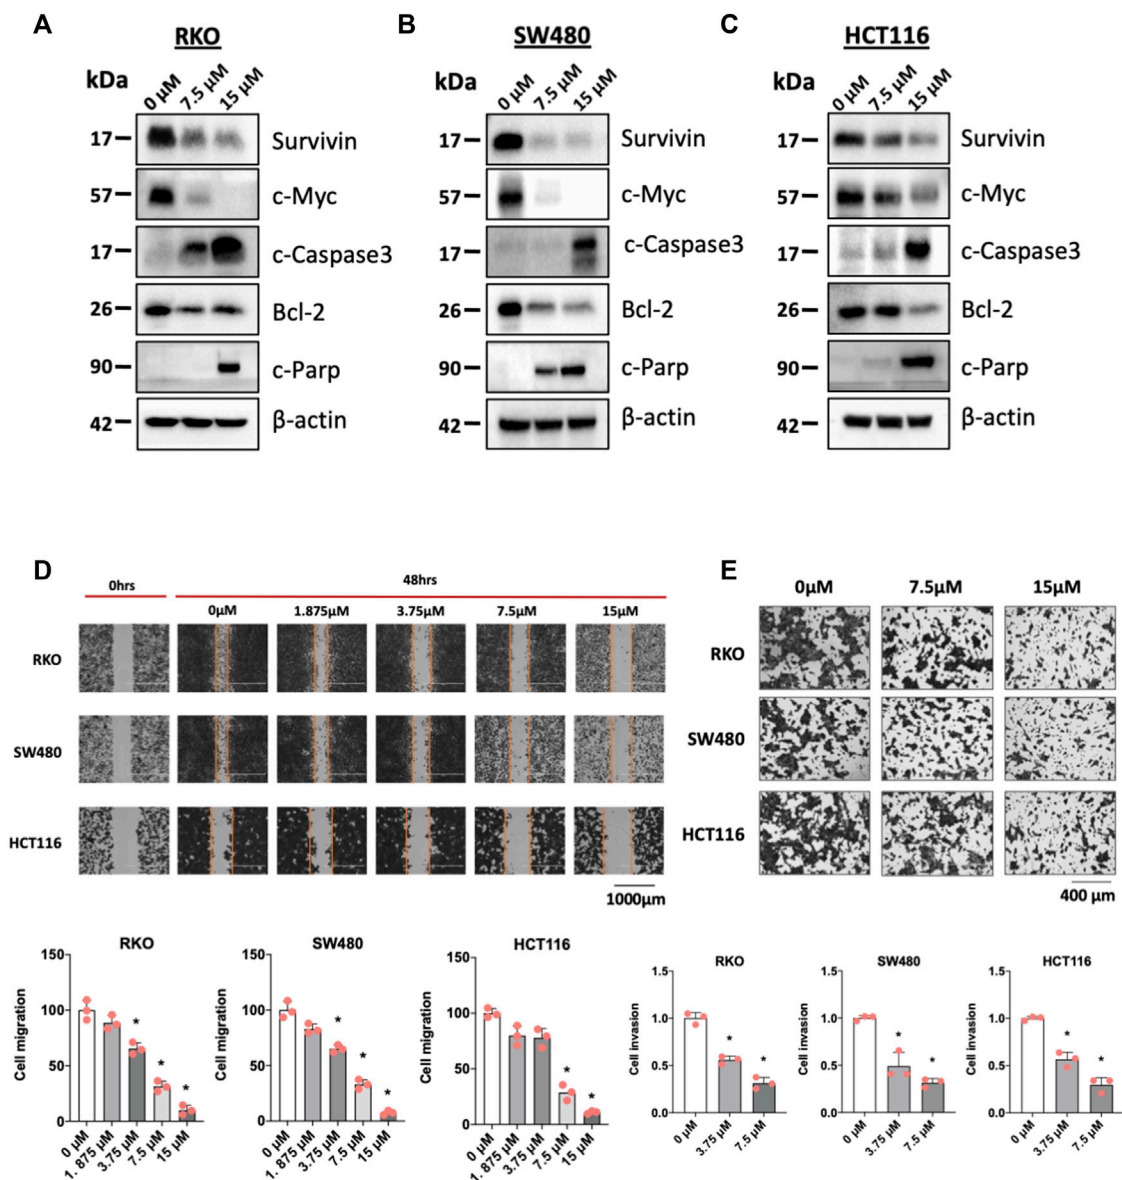 A
RKO
kDa
0 μM
7.5 μM
15 μM
17
Survivin
57
c-Myc
17
c-Caspase3
26
Bcl-2
90
c-Parp
42
β-actin
B
SW480
kDa
0 μM
7.5 μM
15 μM
17
Survivin
57
c-Myc
17
c-Caspase3
26
Bcl-2
90
c-Parp
42
β-actin
C
HCT116
kDa
0 μM
7.5 μM
15 μM
17
Survivin
57
c-Myc
17
c-Caspase3
26
Bcl-2
90
c-Parp
42
β-actin
D
0hrs
48hrs
0μM
1.875μM
3.75μM
7.5μM
15μM
RKO
SW480
HCT116
1000μm
E
0μM
7.5μM
15μM
RKO
SW480
HCT116
400 μm
RKO
Cell migration
150
100
50
0
* * *
0 μM
1. 875 μM
3.75 μM
7.5 μM
15 μM
SW480
Cell migration
150
100
50
0
* * *
0 μM
1. 875 μM
3.75 μM
7.5 μM
15 μM
HCT116
Cell migration
150
100
50
0
* *
0 μM
1. 875 μM
3.75 μM
7.5 μM
15 μM
RKO
Cell invasion
1.5
1.0
0.5
0.0
* *
0 μM
3.75 μM
7.5 μM
SW480
Cell invasion
1.5
1.0
0.5
0.0
* *
0 μM
3.75 μM
7.5 μM
HCT116
Cell invasion
1.5
1.0
0.5
0.0
* *
0 μM
3.75 μM
7.5 μM